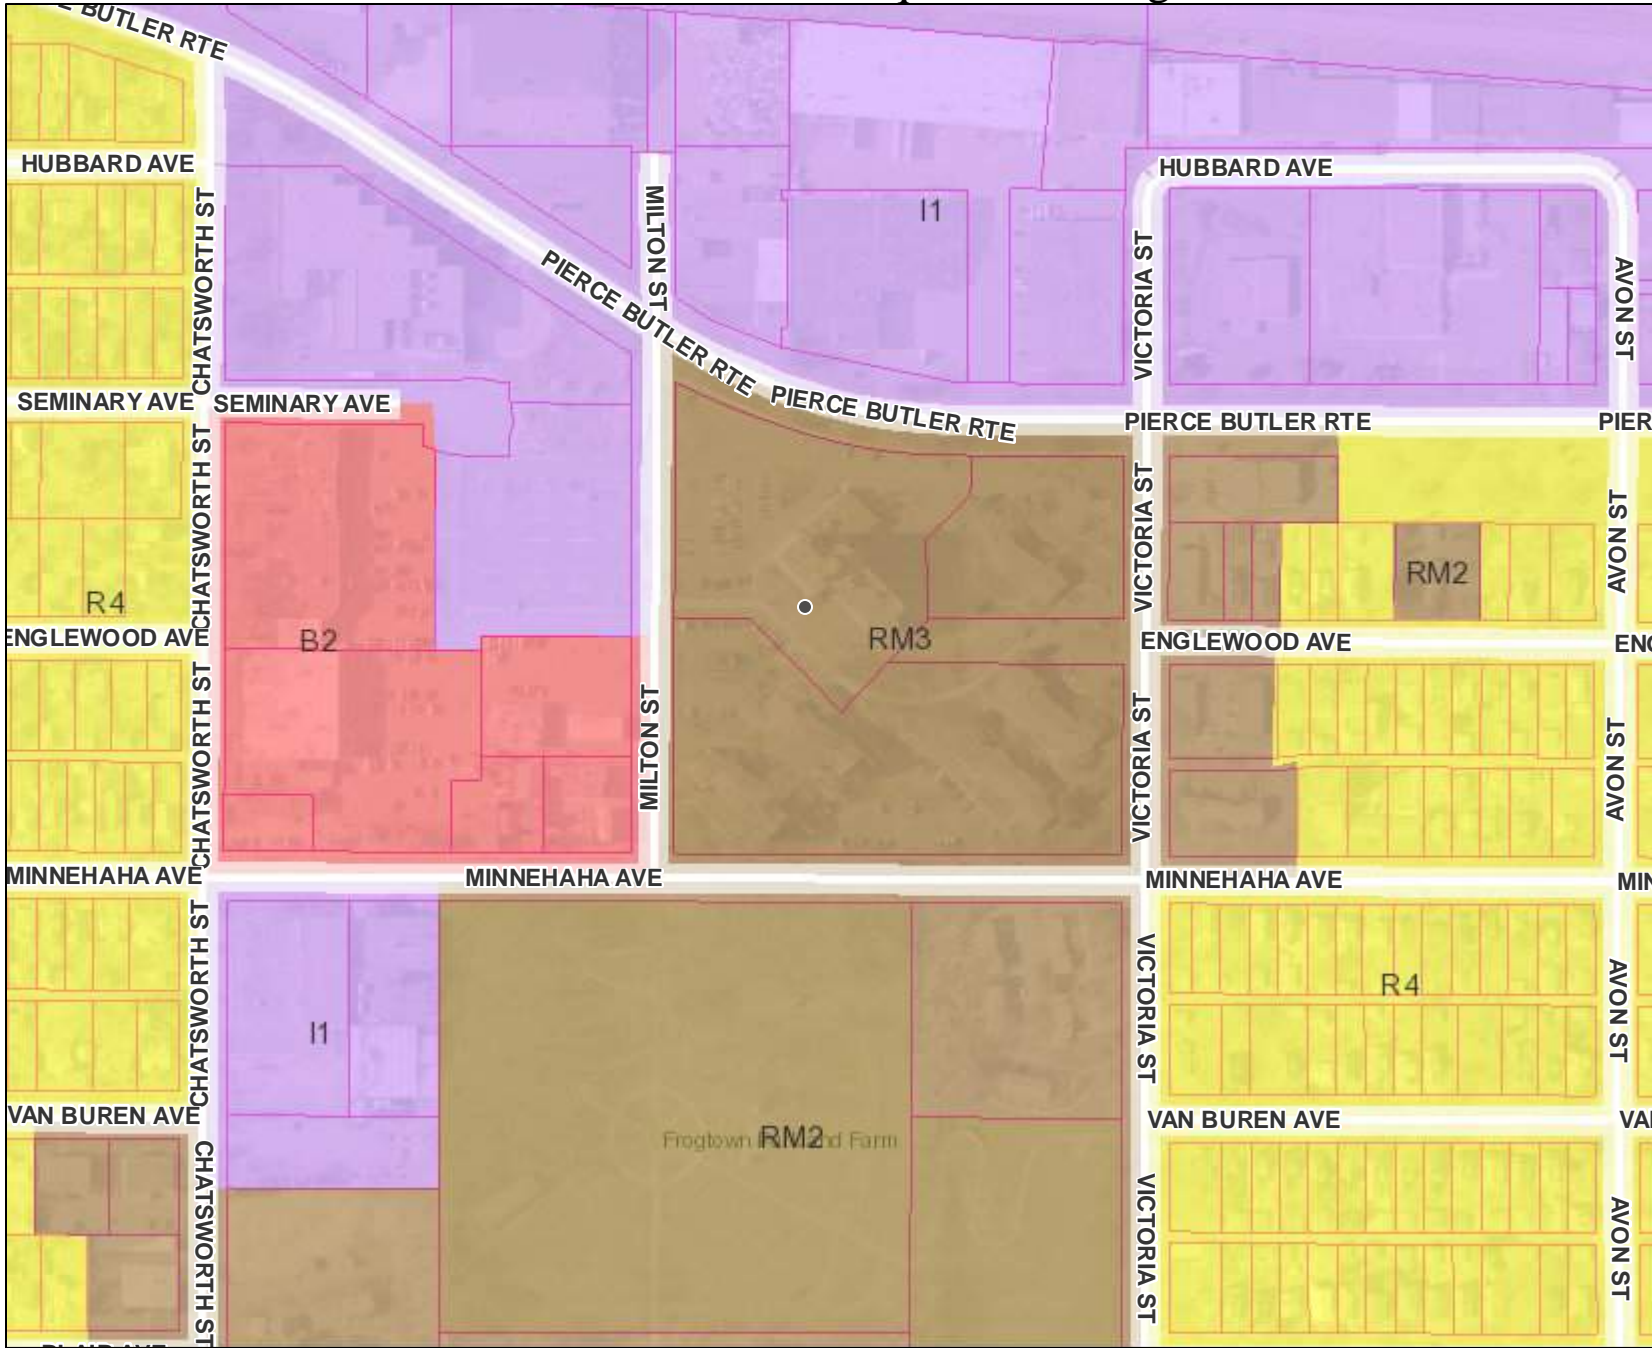 E BUTLER RTE
HUBBARD AVE
HUBBARD AVE
CHATSWORTH ST
MILTON ST
I1
VICTORIA ST
AVON ST
PIERCE BUTLER RTE
PIERCE BUTLER RTE
SEMINARY AVE
SEMINARY AVE
PIERCE BUTLER RTE
PIER
CHATSWORTH ST
VICTORIA ST
AVON ST
RM2
R4
ENGLEWOOD AVE
B2
RM3
ENGLEWOOD AVE
ENG
CHATSWORTH ST
MILTON ST
VICTORIA ST
AVON ST
MINNEHAHA AVE
MINNEHAHA AVE
MINNEHAHA AVE
MIN
CHATSWORTH ST
VICTORIA ST
R4
AVON ST
I1
VAN BUREN AVE
VAN BUREN AVE
VA
Frogtown
RM2
nd Farm
CHATSWORTH ST
VICTORIA ST
AVON ST